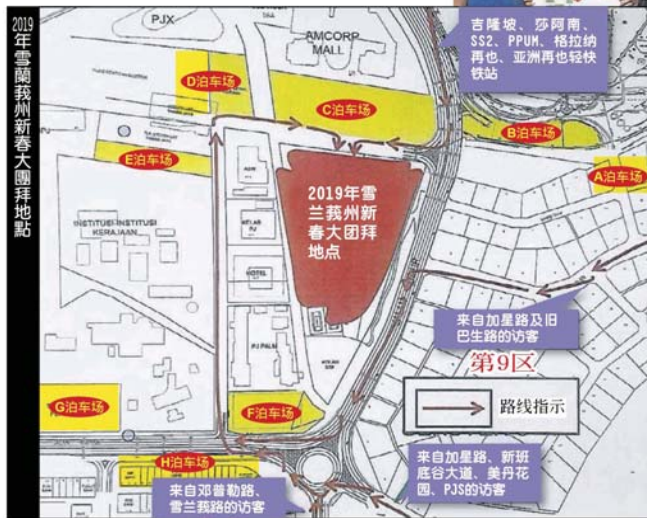 2019年雪蘭莪州新春大團拜地點
PJX
AMCORP
MALL
吉隆坡、莎阿南、
SS2、PPUM、格拉纳
再也、亚洲再也轻快
铁站
D泊车场
C泊车场
B泊车场
E泊车场
A泊车场
2019年雪
兰莪州新
春大团拜
地点
INSTITUSI-INSTITUSI
KERAJAAN
HOTEL
PJ PALM
来自加星路及旧
巴生路的访客
第9区
路线指示
G泊车场
F泊车场
H泊车场
来自加星路、新班
底谷大道、美丹花
园、PJS的访客
来自邓普勒路、
雪兰莪路的访客